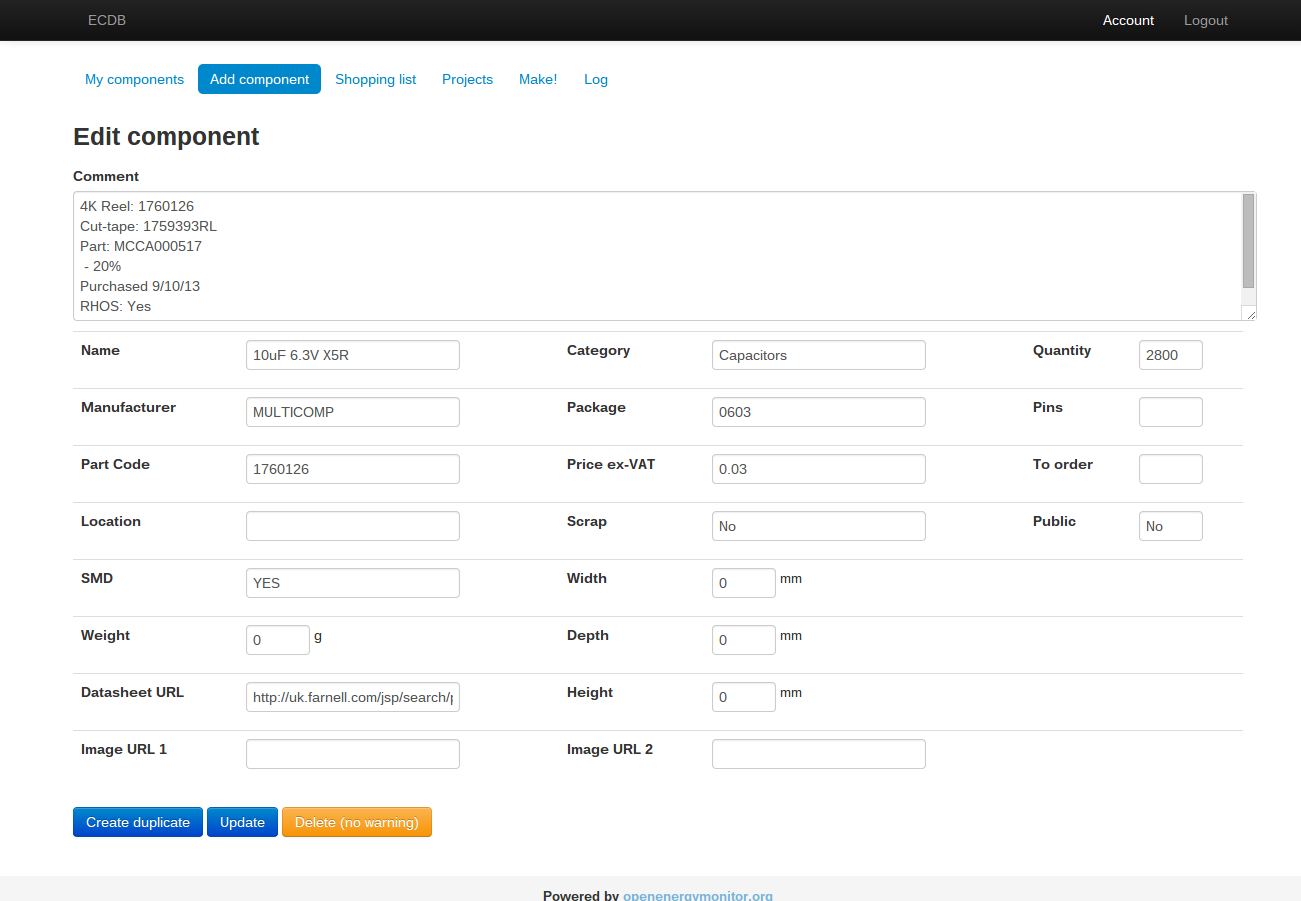 ECDB Account Logout
My components Add component Shopping list Projects Make! Log
Edit component
Comment
4K Reel: 1760126
Cut-tape: 1759393RL
Part: MCCA000517
- 20%
Purchased 9/10/13
RHOS: Yes
Name 10uF 6.3V X5R Category Capacitors Quantity 2800
Manufacturer MULTICOMP Package 0603 Pins
Part Code 1760126 Price ex-VAT 0.03 To order
Location Scrap No Public No
SMD YES Width 0 mm
Weight 0 g Depth 0 mm
Datasheet URL http://uk.farnell.com/jsp/search/p Height 0 mm
Image URL 1 Image URL 2
Create duplicate Update Delete (no warning)
Powered by openenergymonitor.org